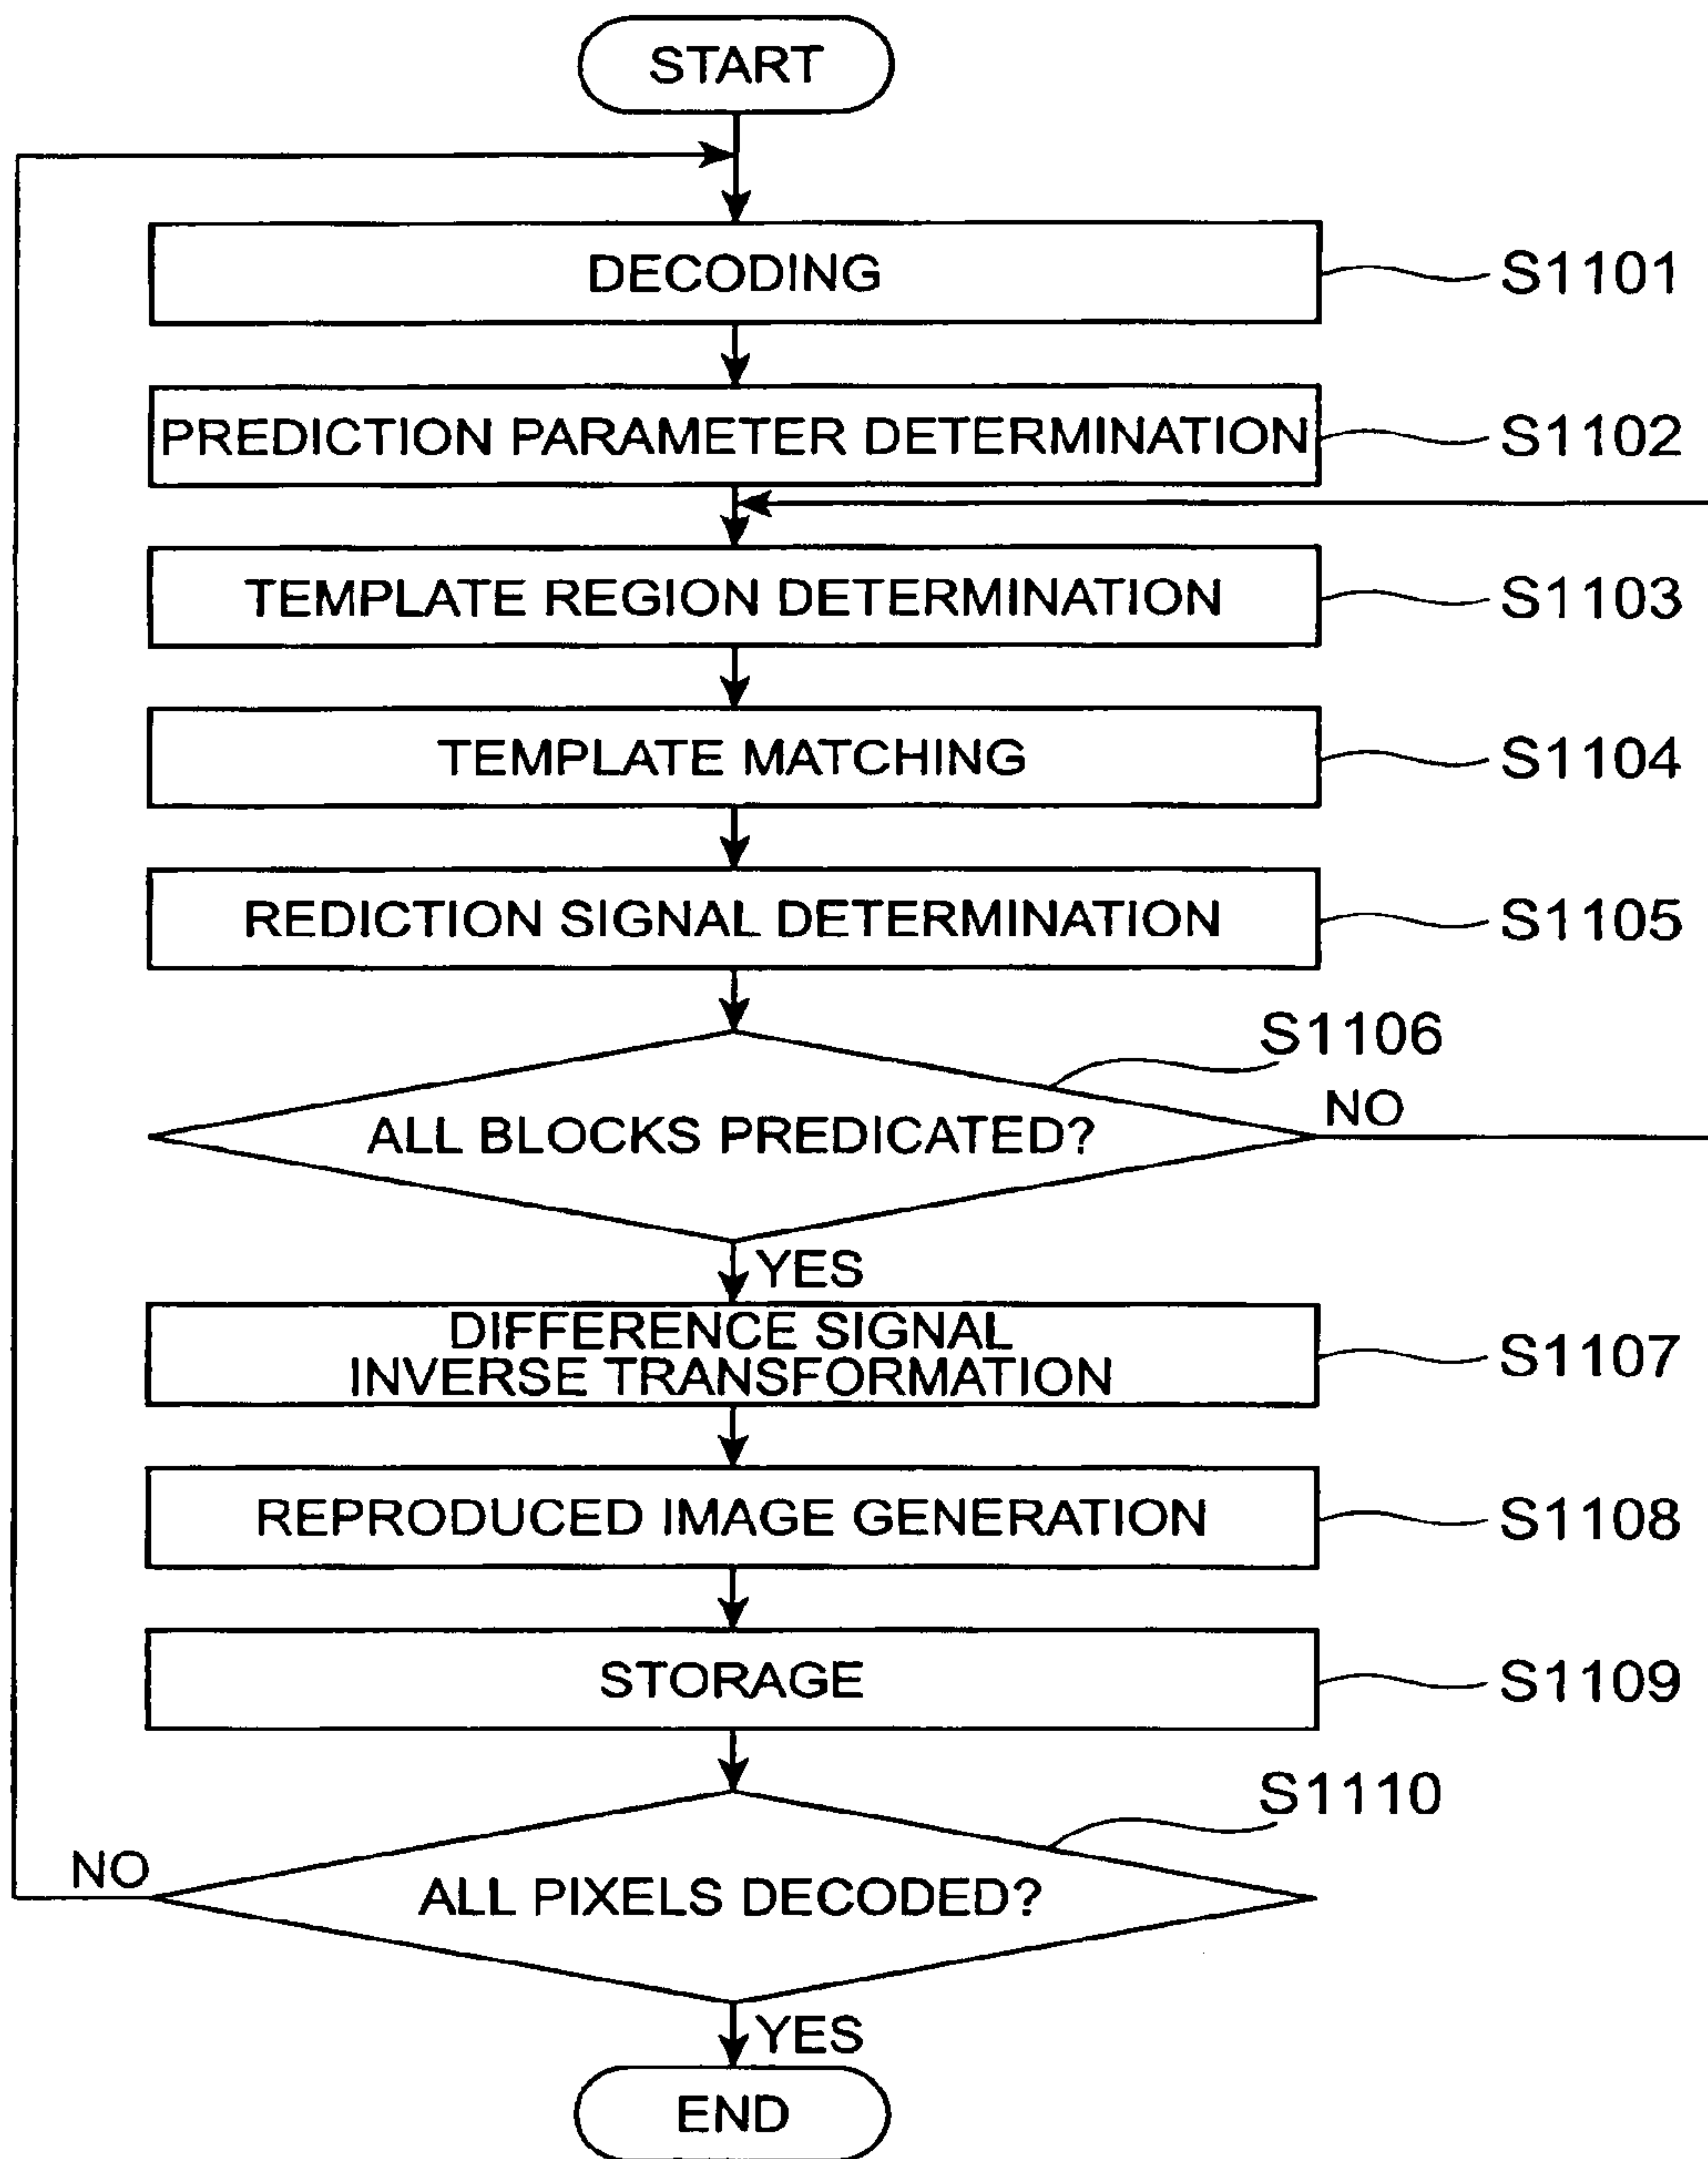 START
DECODING
S1101
PREDICTION PARAMETER DETERMINATION
S1102
TEMPLATE REGION DETERMINATION
S1103
TEMPLATE MATCHING
S1104
REDICTION SIGNAL DETERMINATION
S1105
S1106
ALL BLOCKS PREDICATED?
NO
YES
DIFFERENCE SIGNAL
INVERSE TRANSFORMATION
S1107
REPRODUCED IMAGE GENERATION
S1108
STORAGE
S1109
S1110
NO
ALL PIXELS DECODED?
YES
END